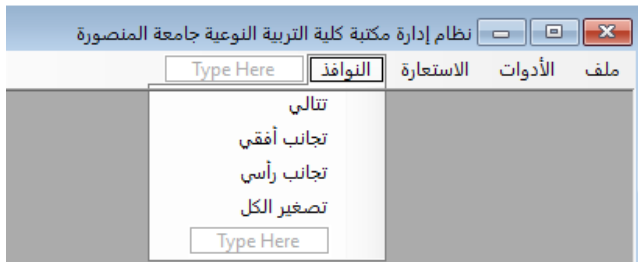 نظام إدارة مكتبة كلية التربية النوعية جامعة المنصورة
ملف الأدوات الاستعارة النوافذ Type Here
تتالي
تجانب أفقي
تجانب رأسي
تصغير الكل
Type Here